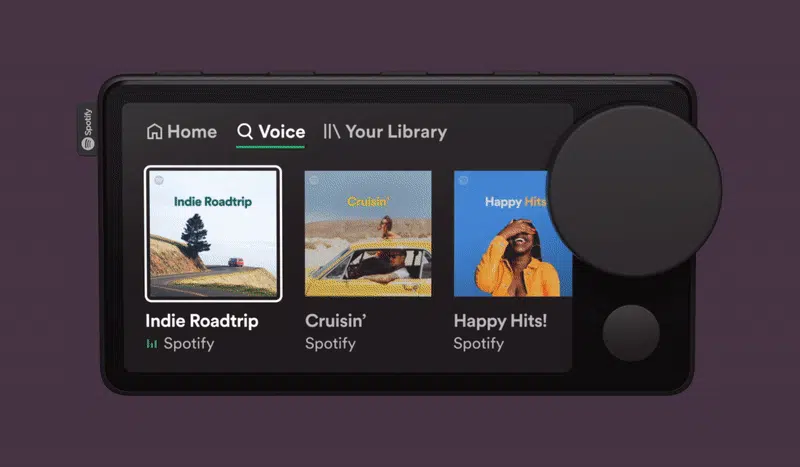 Spotify
Home Voice Your Library
Indie Roadtrip
Cruisin’
Happy Hits
Indie Roadtrip
Cruisin’
Happy Hits!
Spotify
Spotify
Spotify